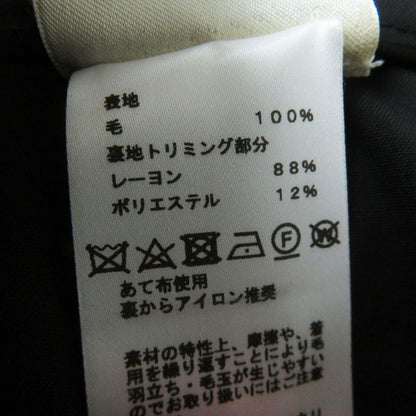 表地
毛 100%
裏地トリミング部分
レーヨン 88%
ポリエステル 12%
F W
あて布使用
裏からアイロン推奨
素材の特性上、摩擦や、着
用を繰り返すことにより毛
羽立ち・毛玉が生じやすい
のでお取り扱いにはご注意